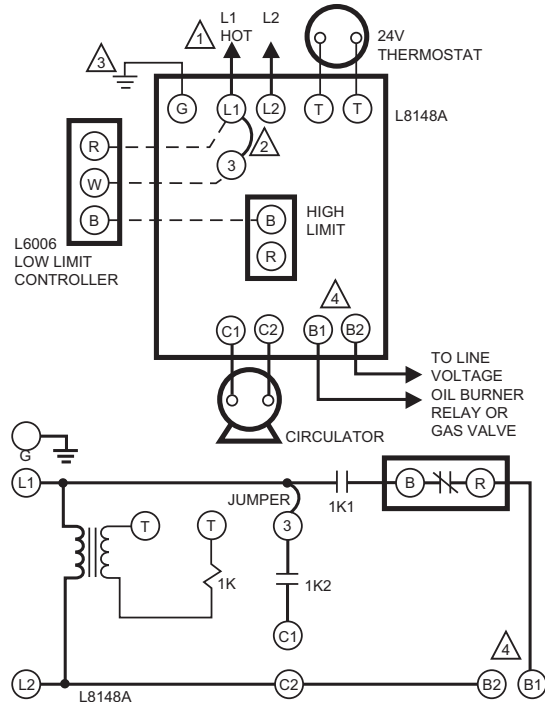 1
L1
HOT
L2
24V
THERMOSTAT
3
G
L1
L2
T
T
L8148A
2
3
R
W
B
L6006
LOW LIMIT
CONTROLLER
B
R
HIGH
LIMIT
4
C1
C2
B1
B2
TO LINE
VOLTAGE
OIL BURNER
RELAY OR
GAS VALVE
CIRCULATOR
G
L1
JUMPER
1K1
B
R
T
T
3
1K
1K2
C1
4
L2
L8148A
C2
B2
B1